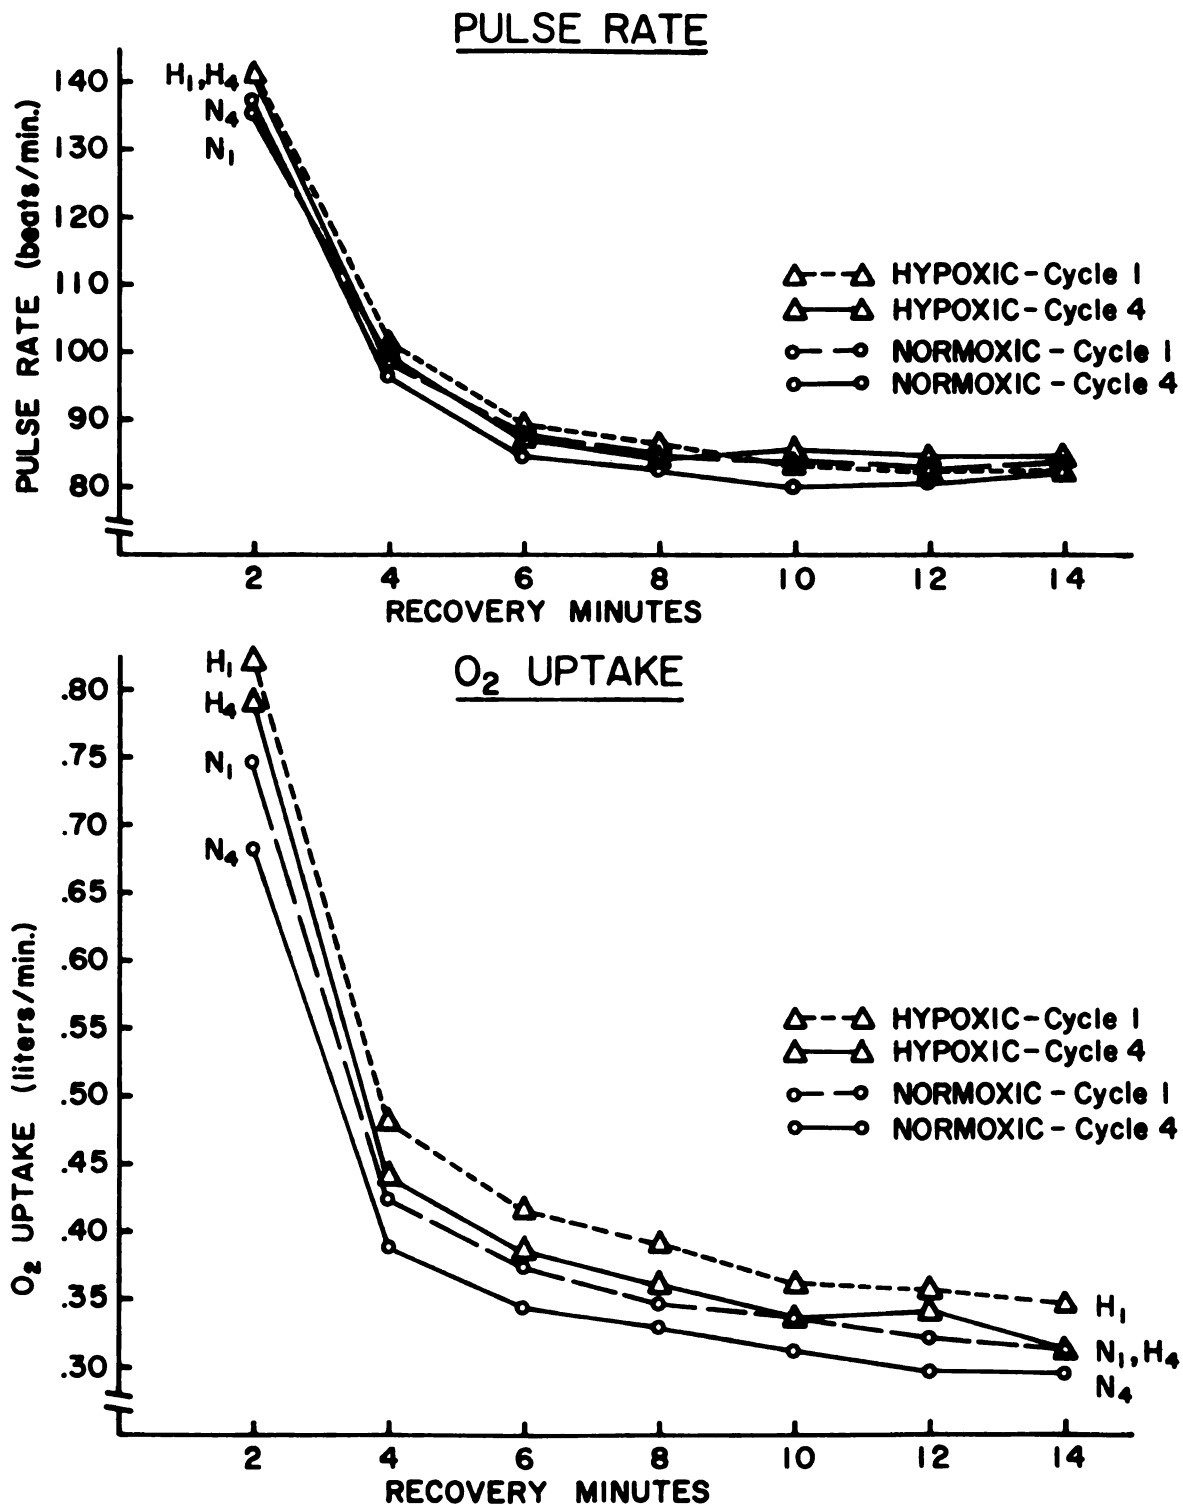 PULSE RATE
PULSE RATE (beats/min.)
140
130
120
110
100
90
80
H₁,H₄
N₄
N₁
HYPOXIC-Cycle 1
HYPOXIC-Cycle 4
NORMOXIC-Cycle 1
NORMOXIC-Cycle 4
2 4 6 8 10 12 14
RECOVERY MINUTES
O₂ UPTAKE
O₂ UPTAKE (liters/min.)
.80
.75
.70
.65
.60
.55
.50
.45
.40
.35
.30
H₁
H₄
N₁
N₄
HYPOXIC-Cycle 1
HYPOXIC-Cycle 4
NORMOXIC-Cycle 1
NORMOXIC-Cycle 4
H₁
N₁,H₄
N₄
2 4 6 8 10 12 14
RECOVERY MINUTES